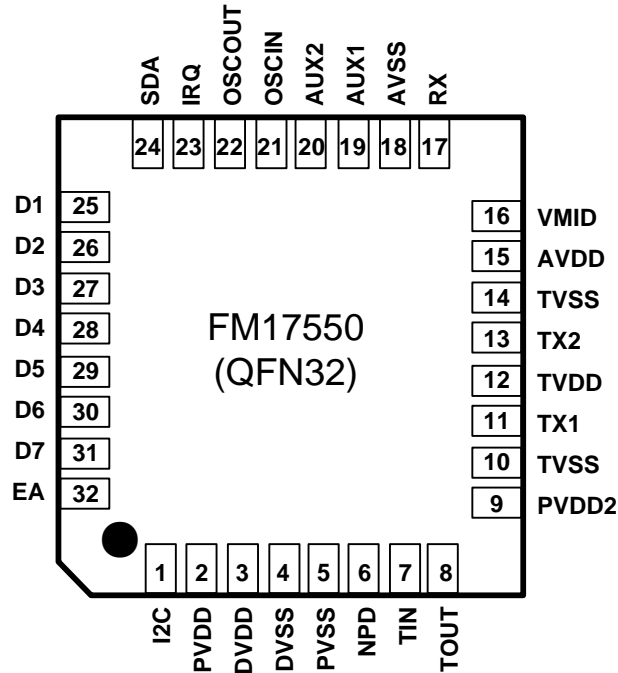 SDA
IRQ
OSCOUT
OSCIN
AUX2
AUX1
AVSS
RX
24
23
22
21
20
19
18
17
D1 25
D2 26
D3 27
D4 28
D5 29
D6 30
D7 31
EA 32
FM17550
(QFN32)
16 VMID
15 AVDD
14 TVSS
13 TX2
12 TVDD
11 TX1
10 TVSS
9 PVDD2
1
2
3
4
5
6
7
8
I2C
PVDD
DVDD
DVSS
PVSS
NPD
TIN
TOUT